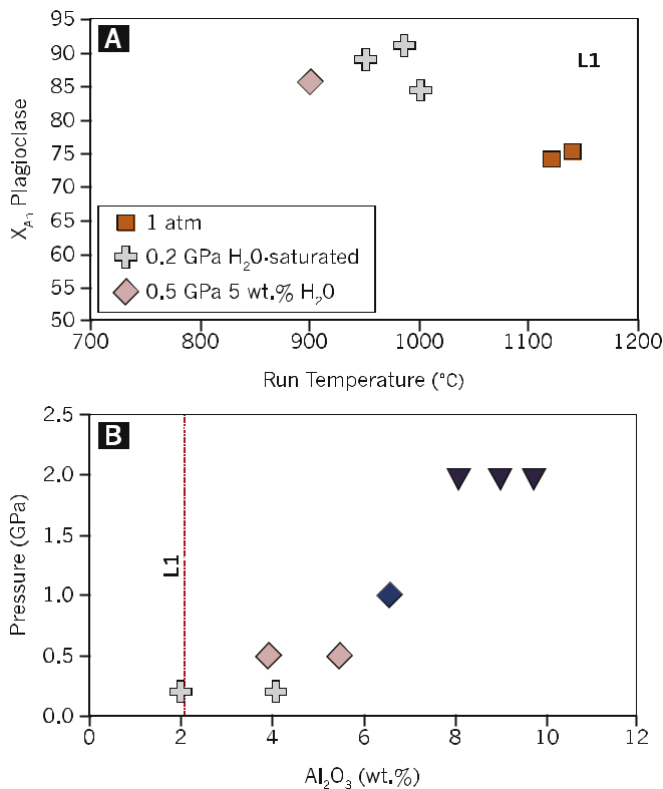 A
95
90
85
80
75
70
65
60
55
50
X An Plagioclase
L1
1 atm
0.2 GPa H2O-saturated
0.5 GPa 5 wt.% H2O
700 800 900 1000 1100 1200
Run Temperature (°C)
B
2.5
2.0
1.5
1.0
0.5
0.0
Pressure (GPa)
L1
0 2 4 6 8 10 12
Al2O3 (wt.%)